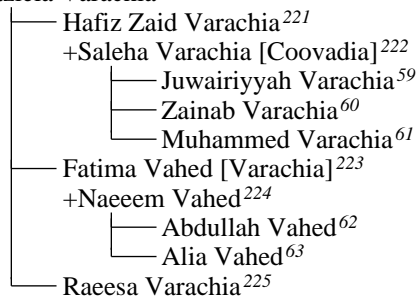 Hafiz Zaid Varachia221
+Saleha Varachia [Coovadia]222
Juwairiyyah Varachia59
Zainab Varachia60
Muhammed Varachia61
Fatima Vahed [Varachia]223
+Naeeem Vahed224
Abdullah Vahed62
Alia Vahed63
Raeesa Varachia225